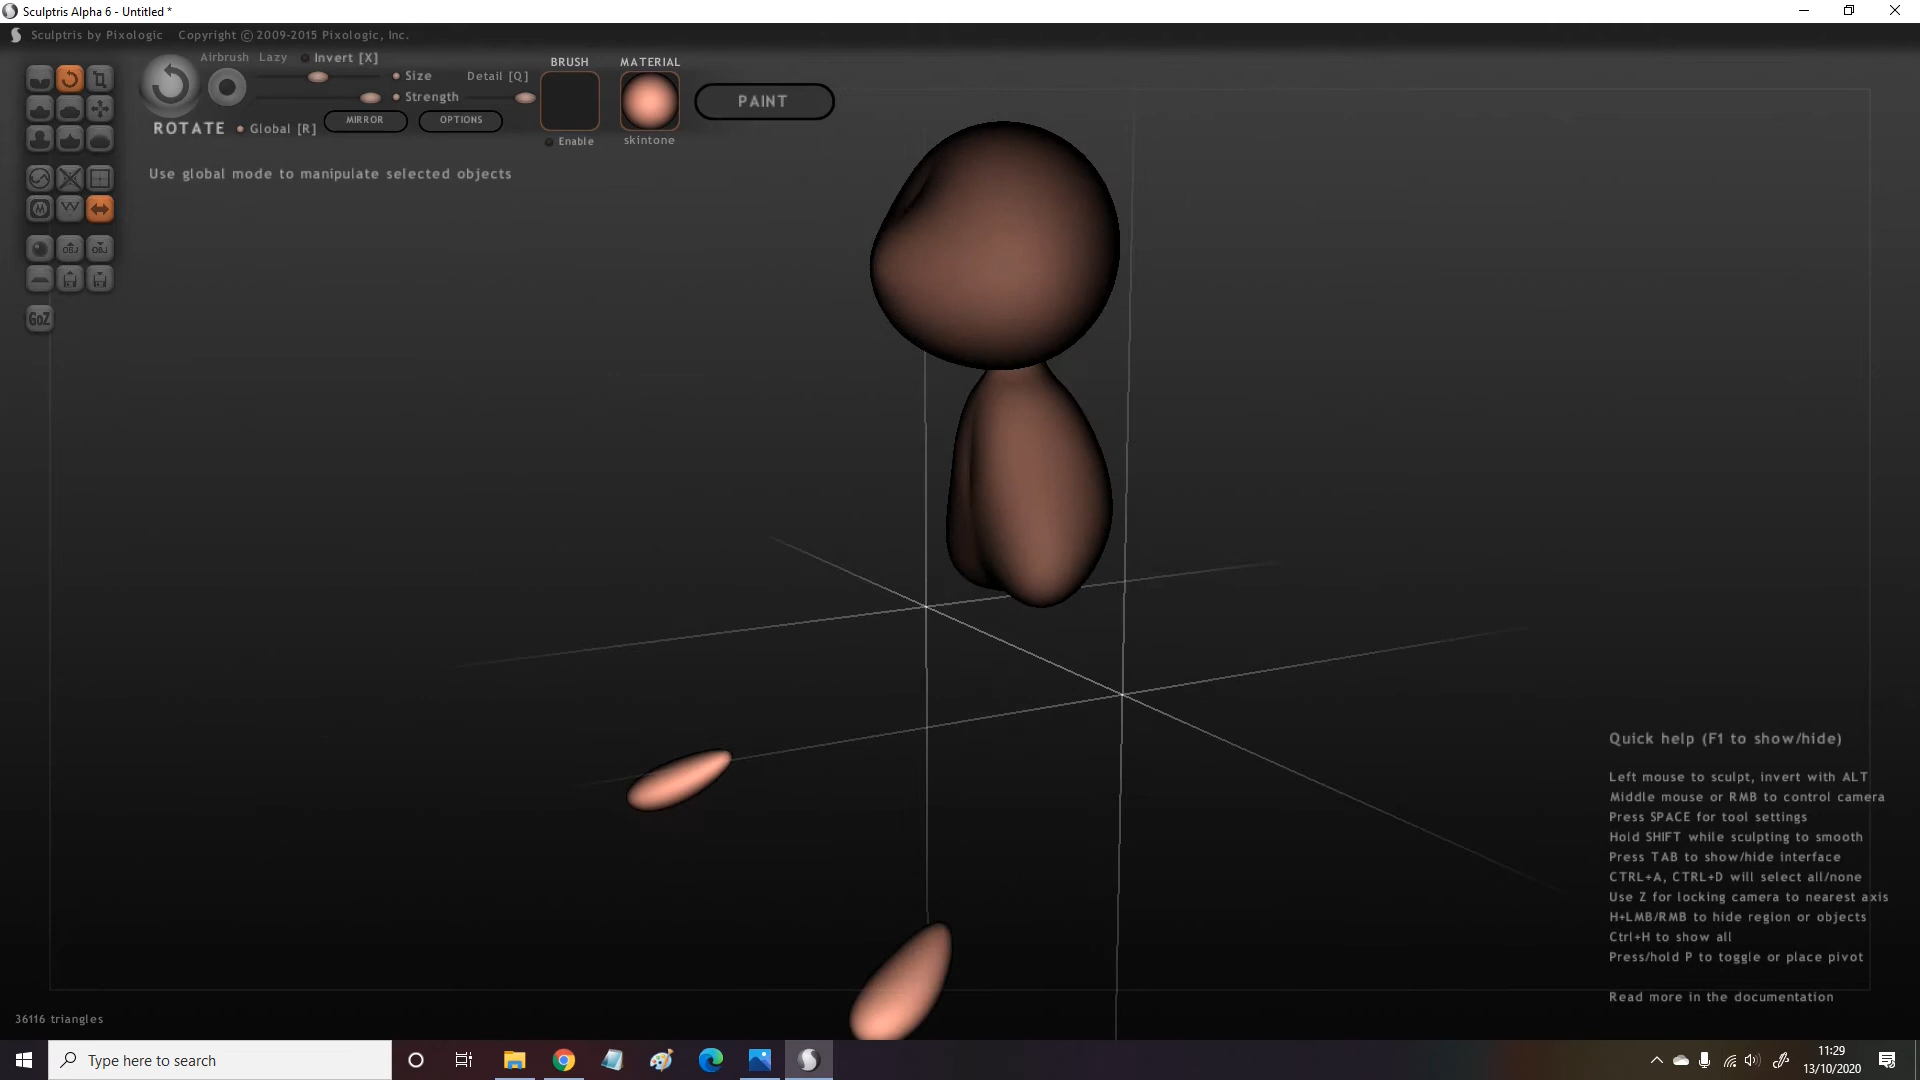 Sculptris Alpha 6 - Untitled *
Sculptris by Pixologic Copyright © 2009-2015 Pixologic, Inc.
Airbrush Lazy Invert [X]
Size Detail [Q]
Strength
ROTATE Global [R] MIRROR OPTIONS
BRUSH MATERIAL
PAINT
Enable skintone
Use global mode to manipulate selected objects
OBJ OBJ
GoZ
Quick help (F1 to show/hide)
Left mouse to sculpt, invert with ALT
Middle mouse or RMB to control camera
Press SPACE for tool settings
Hold SHIFT while sculpting to smooth
Press TAB to show/hide interface
CTRL+A, CTRL+D will select all/none
Use Z for locking camera to nearest axis
H+LMB/RMB to hide region or objects
Ctrl+H to show all
Press/hold P to toggle or place pivot
Read more in the documentation
36116 triangles
Type here to search
11:29
13/10/2020